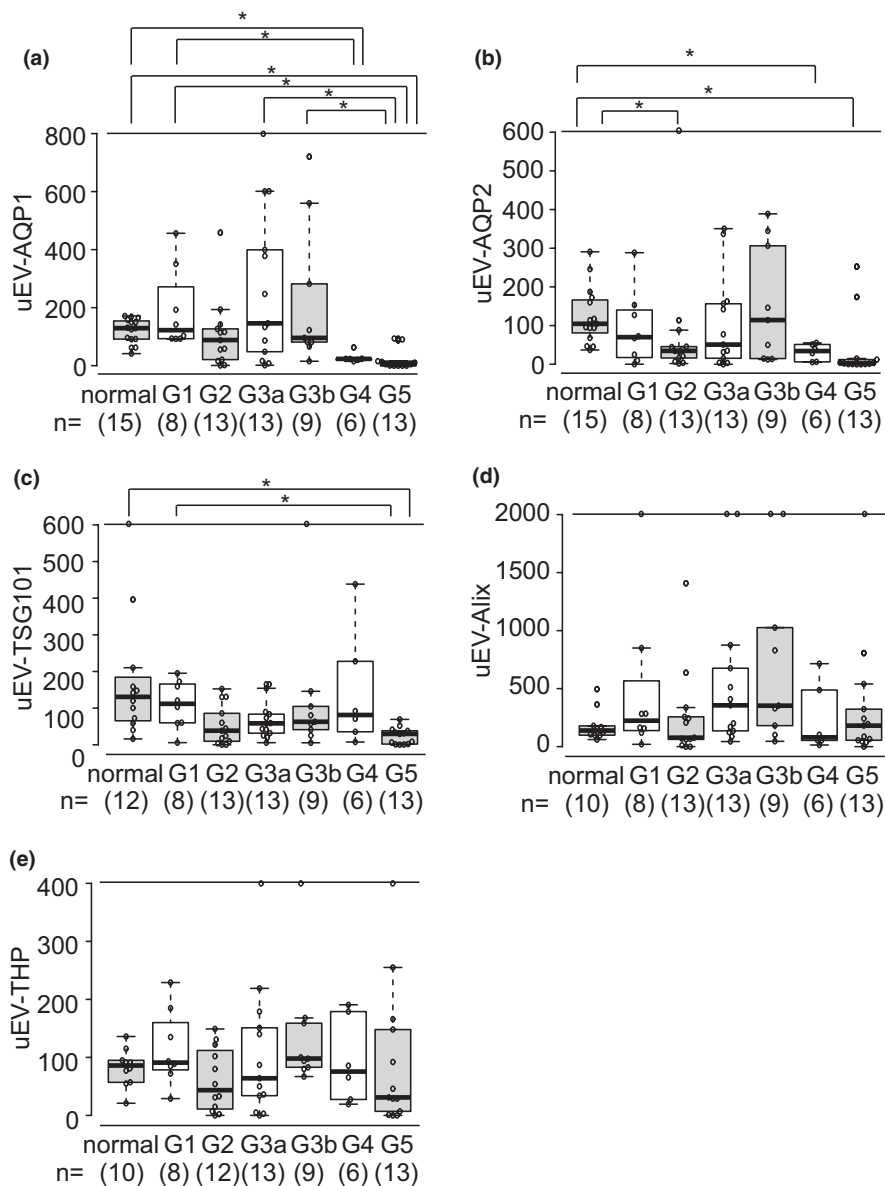 (a)
* * * * * *
uEV-AQP1
800
600
400
200
0
normal G1 G2 G3a G3b G4 G5
n= (15) (8) (13) (13) (9) (6) (13)
(b)
* * *
uEV-AQP2
600
500
400
300
200
100
0
normal G1 G2 G3a G3b G4 G5
n= (15) (8) (13) (13) (9) (6) (13)
(c)
* *
uEV-TSG101
600
500
400
300
200
100
0
normal G1 G2 G3a G3b G4 G5
n= (12) (8) (13) (13) (9) (6) (13)
(d)
uEV-Alix
2000
1500
1000
500
0
normal G1 G2 G3a G3b G4 G5
n= (10) (8) (13) (13) (9) (6) (13)
(e)
uEV-THP
400
300
200
100
0
normal G1 G2 G3a G3b G4 G5
n= (10) (8) (12) (13) (9) (6) (13)